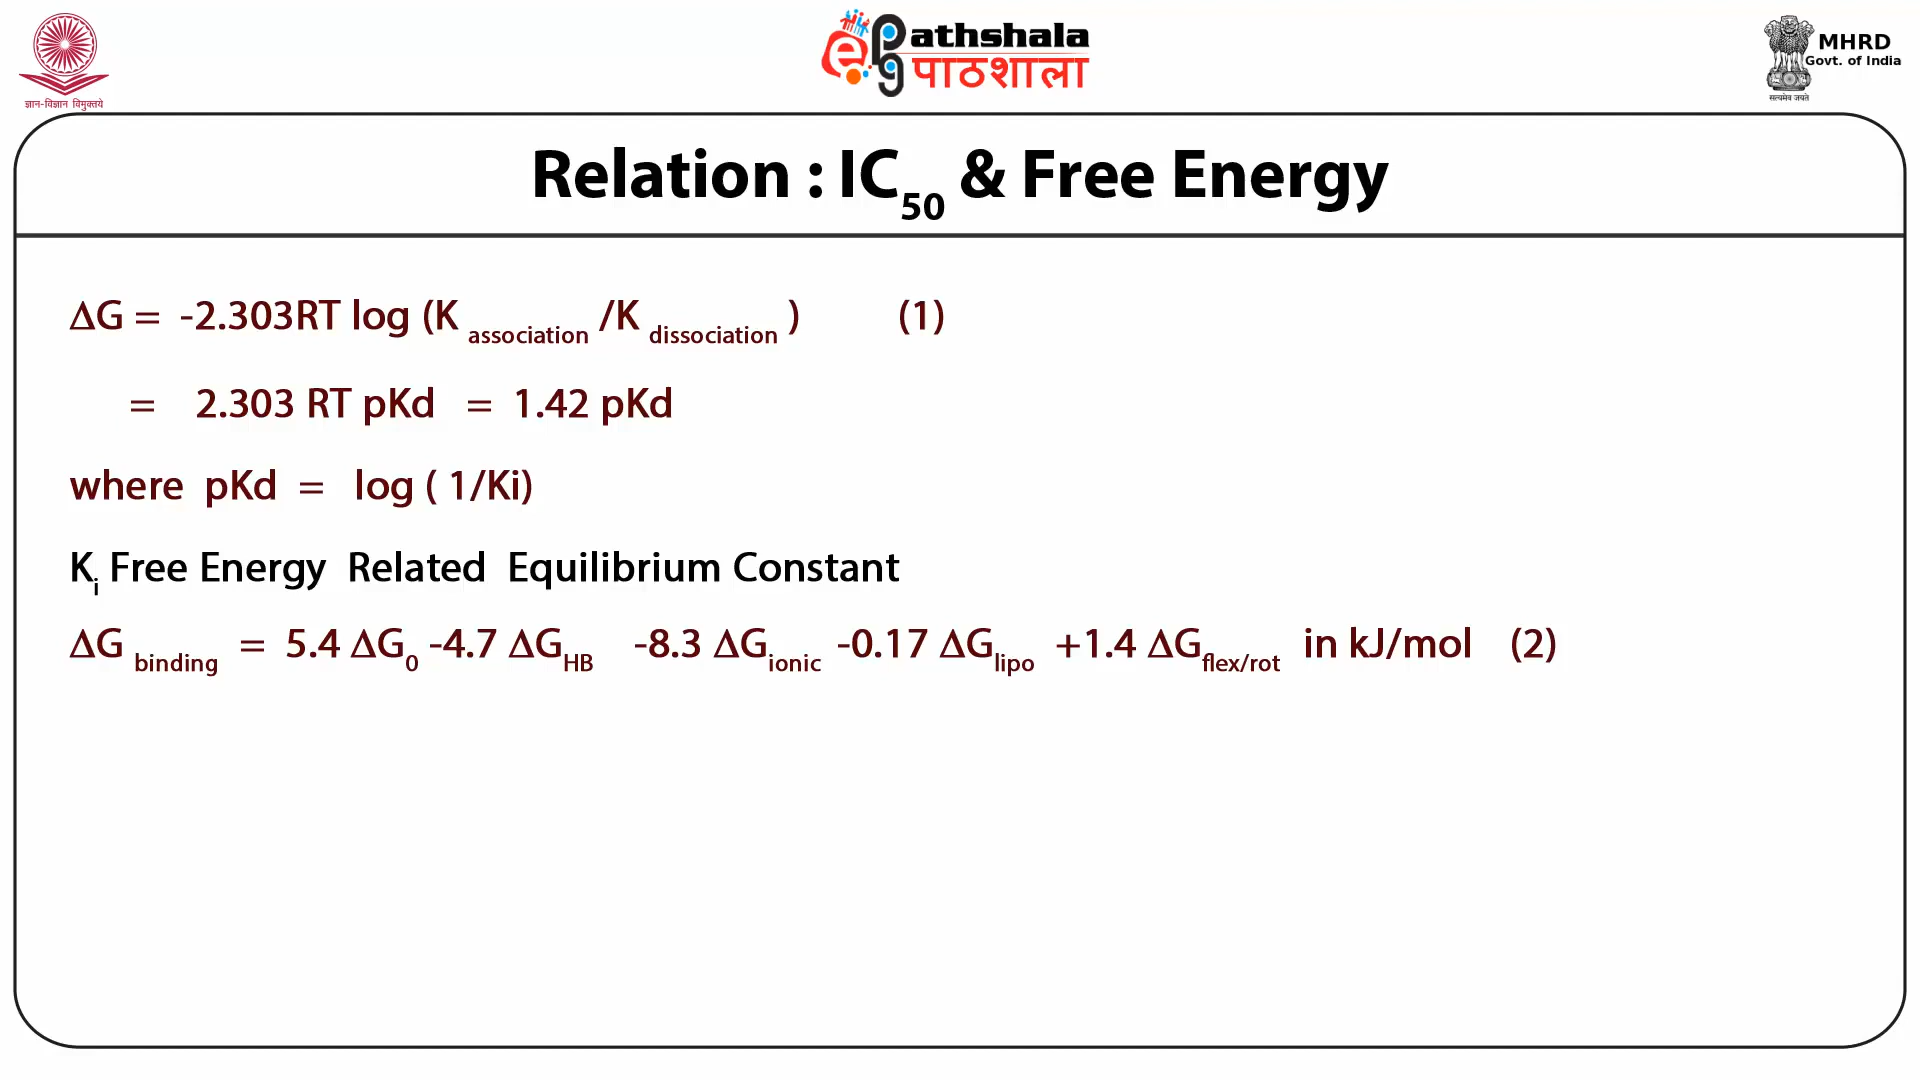 ज्ञान-विज्ञान विमुक्तये
ePathshala
पाठशाला
MHRD
Govt. of India
सत्यमेव जयते
Relation : IC50 & Free Energy
ΔG = -2.303RT log (K association /K dissociation ) (1)
= 2.303 RT pKd = 1.42 pKd
where pKd = log ( 1/Ki)
Ki Free Energy Related Equilibrium Constant
ΔG binding = 5.4 ΔG0 -4.7 ΔGHB -8.3 ΔGionic -0.17 ΔGlipo +1.4 ΔGflex/rot in kJ/mol (2)